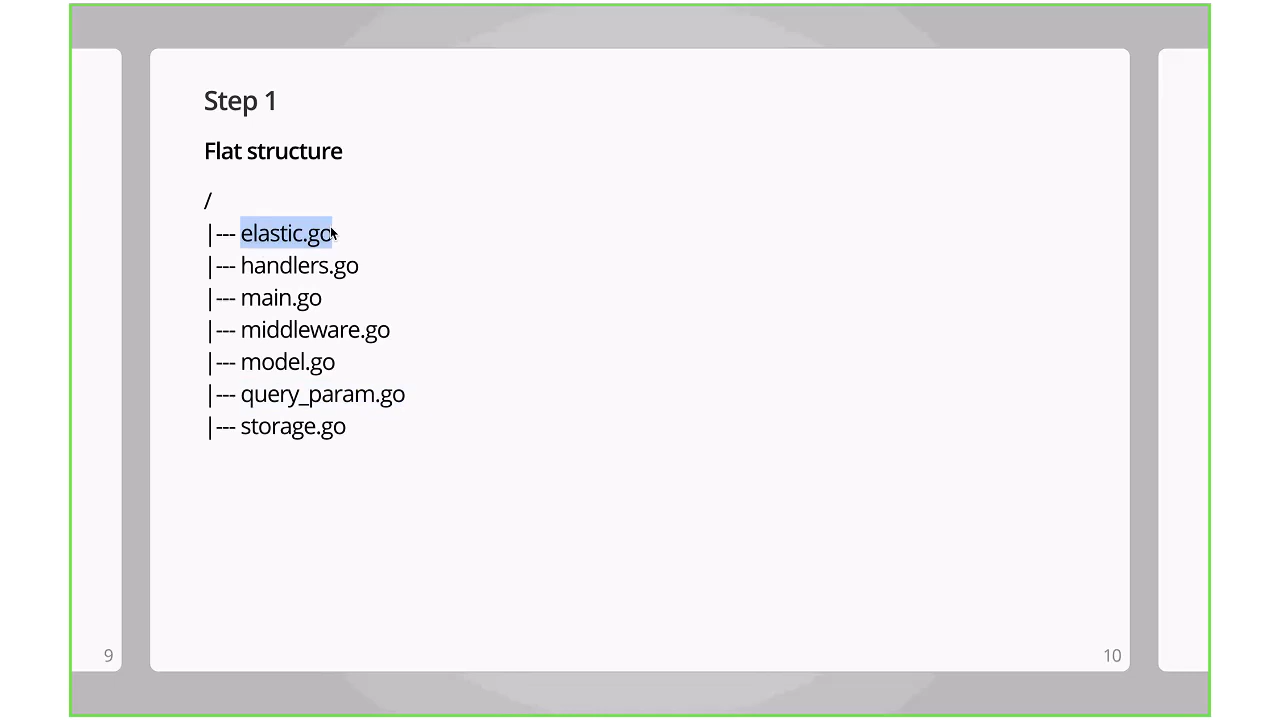 Step 1
Flat structure
/
|--- elastic.go
|--- handlers.go
|--- main.go
|--- middleware.go
|--- model.go
|--- query_param.go
|--- storage.go
9
10